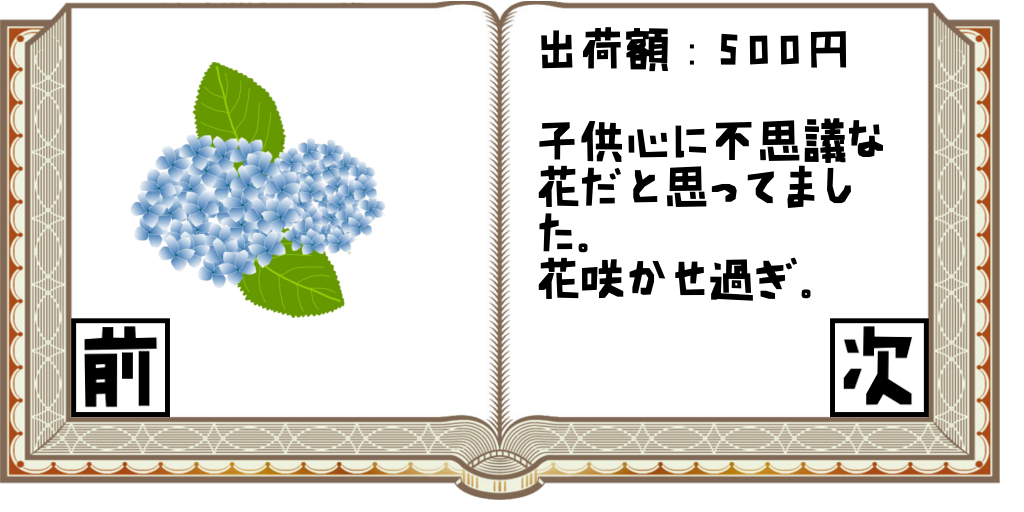 出荷額：500円
子供心に不思議な
花だと思ってまし
た。
花咲かせ過ぎ。
前
次